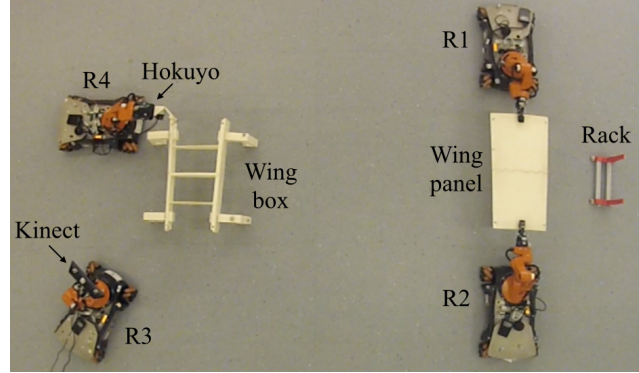 R1
Hokuyo
R4
Rack
Wing
panel
Wing
box
Kinect
R2
R3